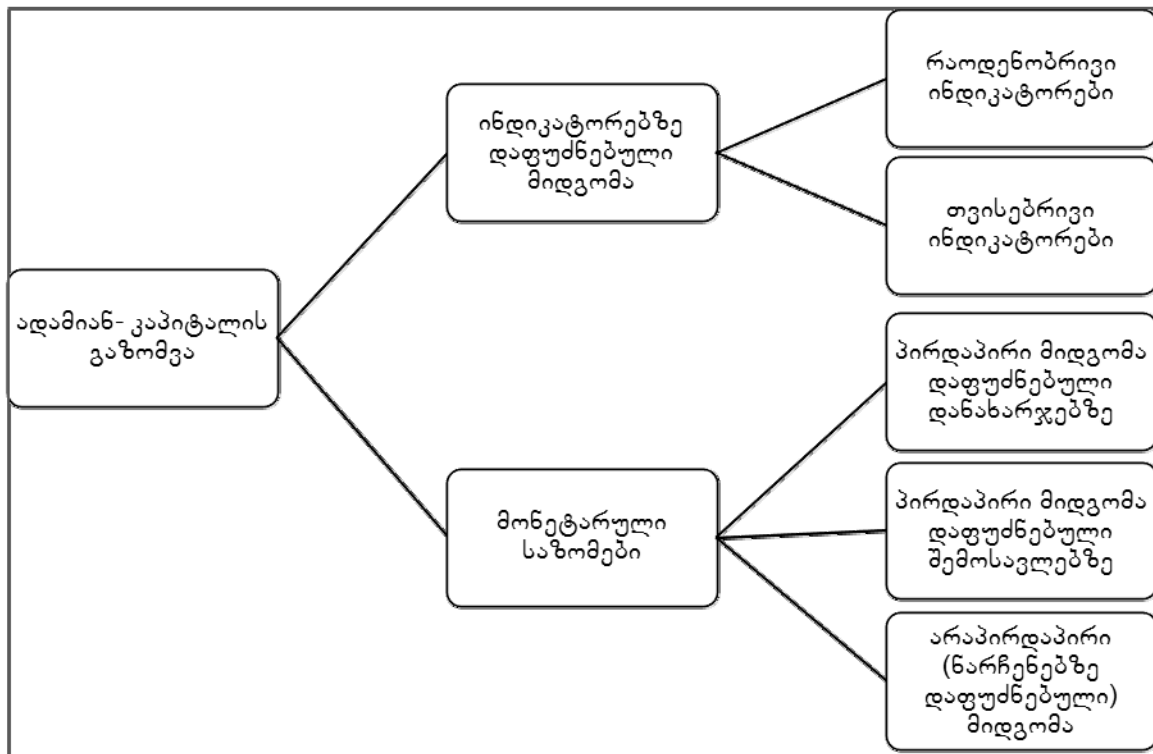 ადამიან- კაპიტალის
გაზომვა
ინდიკატორებზე
დაფუძნებული
მიდგომა
რაოდენობრივი
ინდიკატორები
თვისებრივი
ინდიკატორები
მონეტარული
საზომები
პირდაპირი მიდგომა
დაფუძნებული
დანახარჯებზე
პირდაპირი მიდგომა
დაფუძნებული
შემოსავლებზე
არაპირდაპირი
(ნარჩენებზე
დაფუძნებული)
მიდგომა